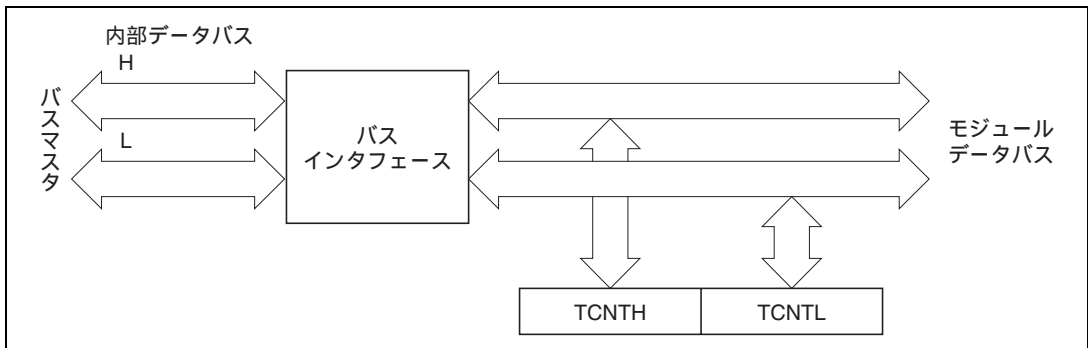 内部データバス
H
バスマスタ
L
バス
インタフェース
モジュール
データバス
TCNTH
TCNTL